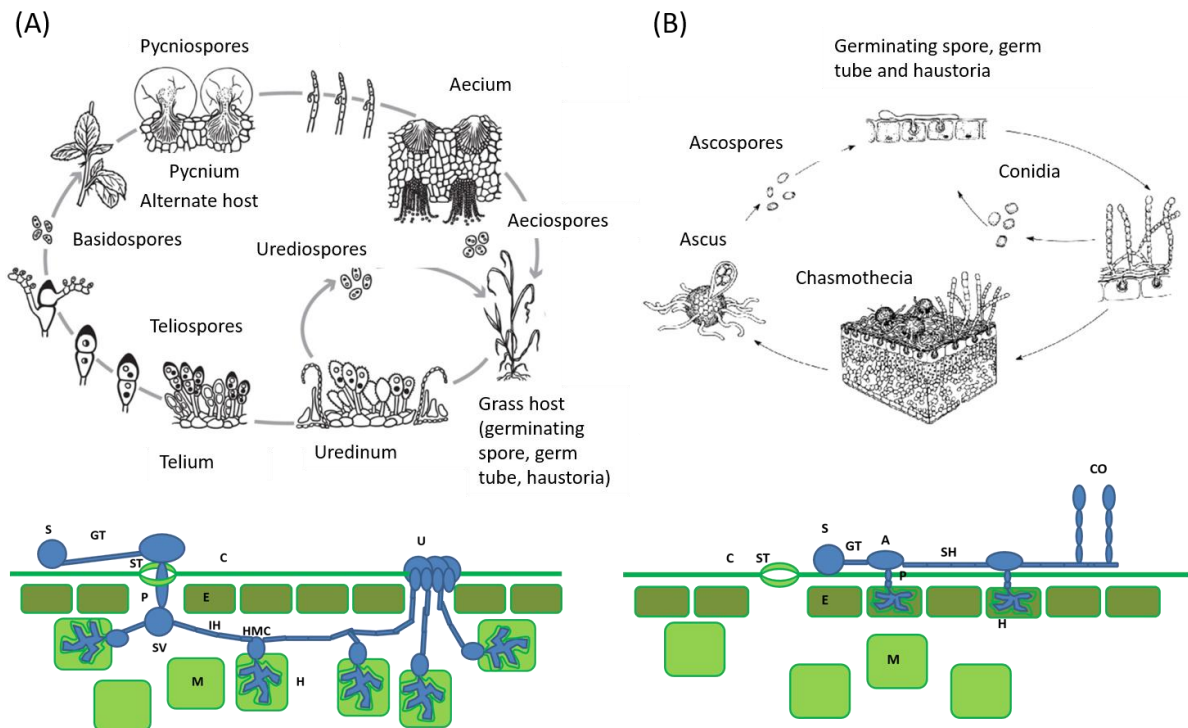 (A)
Pycniospores
Aecium
Pycnium
Alternate host
Aeciospores
Basidospores
Urediospores
Teliospores
Telium
Uredinum
Grass host
(germinating
spore, germ
tube, haustoria)
S
GT
ST
C
U
P
E
SV
IH
HMC
M
H
(B)
Germinating spore, germ
tube and haustoria
Ascospores
Conidia
Ascus
Chasmothecia
CO
S
GT
A
SH
C
ST
P
E
H
M